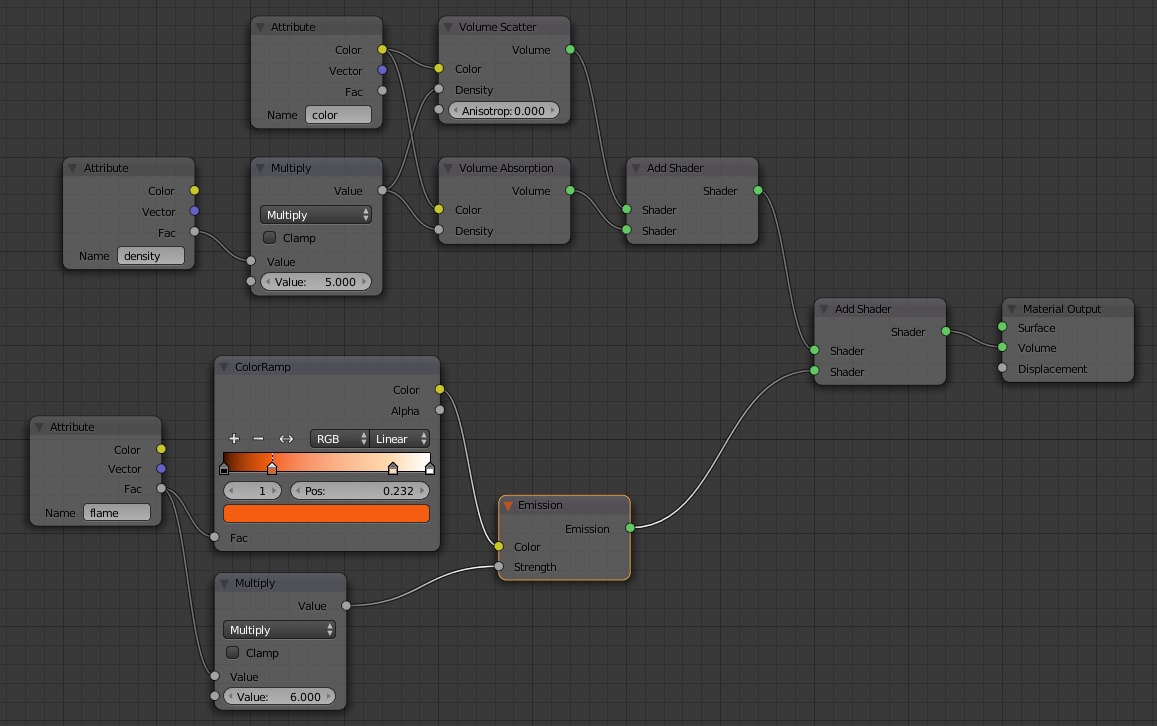 Attribute
Color
Vector
Fac
Name color
Volume Scatter
Volume
Color
Density
Anisotrop: 0.000
Attribute
Color
Vector
Fac
Name density
Multiply
Value
Multiply
Clamp
Value
Value: 5.000
Volume Absorption
Volume
Color
Density
Add Shader
Shader
Shader
Shader
Add Shader
Shader
Shader
Shader
Material Output
Surface
Volume
Displacement
Attribute
Color
Vector
Fac
Name flame
ColorRamp
Color
Alpha
RGB Linear
1 Pos: 0.232
Fac
Multiply
Value
Multiply
Clamp
Value
Value: 6.000
Emission
Emission
Color
Strength